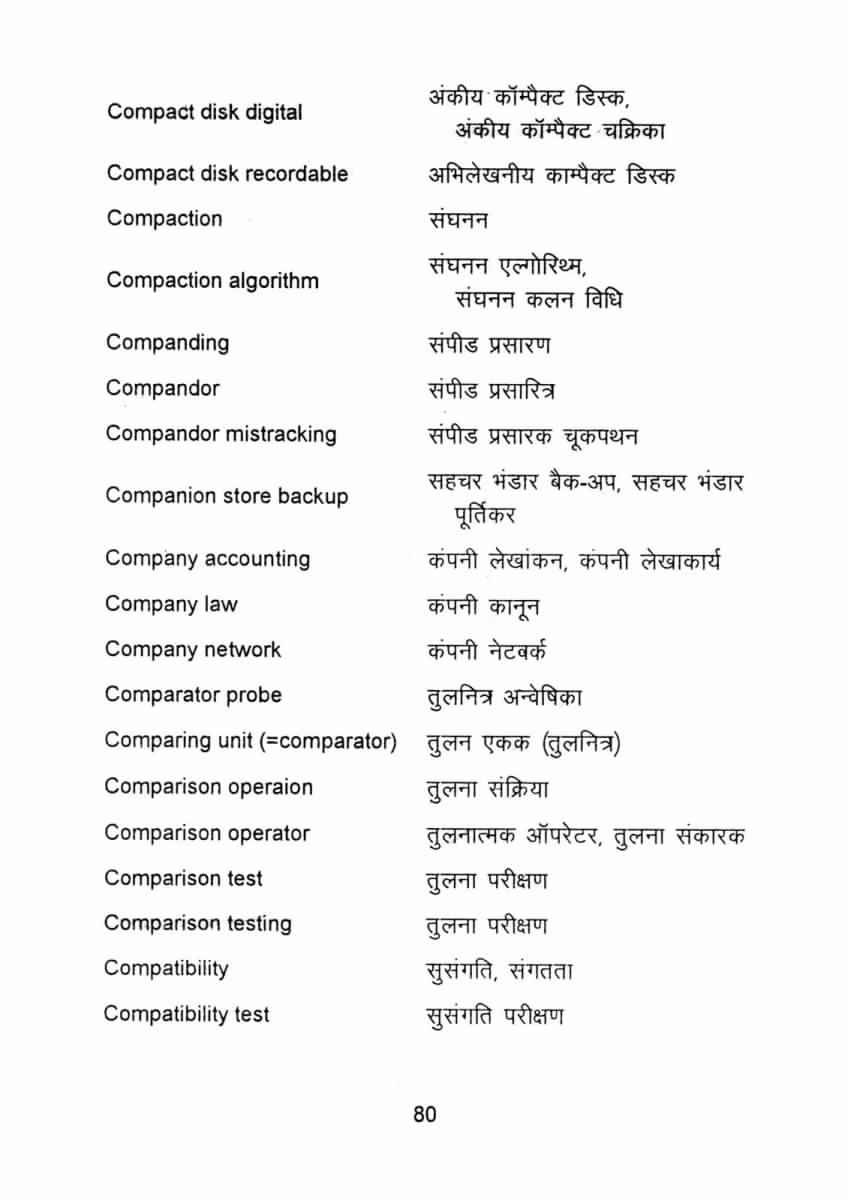 Compact disk digital अंकीय कॉम्पैक्ट डिस्क,
अंकीय कॉम्पैक्ट चक्रिका
Compact disk recordable अभिलेखनीय काम्पैक्ट डिस्क
Compaction संघनन
Compaction algorithm संघनन एल्गोरिथ्म,
संघनन कलन विधि
Companding संपीड प्रसारण
Compandor संपीड प्रसारित्र
Compandor mistracking संपीड प्रसारक चूकपथन
Companion store backup सहचर भंडार बैक-अप, सहचर भंडार
पूर्तिकर
Company accounting कंपनी लेखांकन, कंपनी लेखाकार्य
Company law कंपनी कानून
Company network कंपनी नेटवर्क
Comparator probe तुलनित्र अन्वेषिका
Comparing unit (=comparator) तुलन एकक (तुलनित्र)
Comparison operaion तुलना संक्रिया
Comparison operator तुलनात्मक ऑपरेटर, तुलना संकारक
Comparison test तुलना परीक्षण
Comparison testing तुलना परीक्षण
Compatibility सुसंगति, संगतता
Compatibility test सुसंगति परीक्षण
80